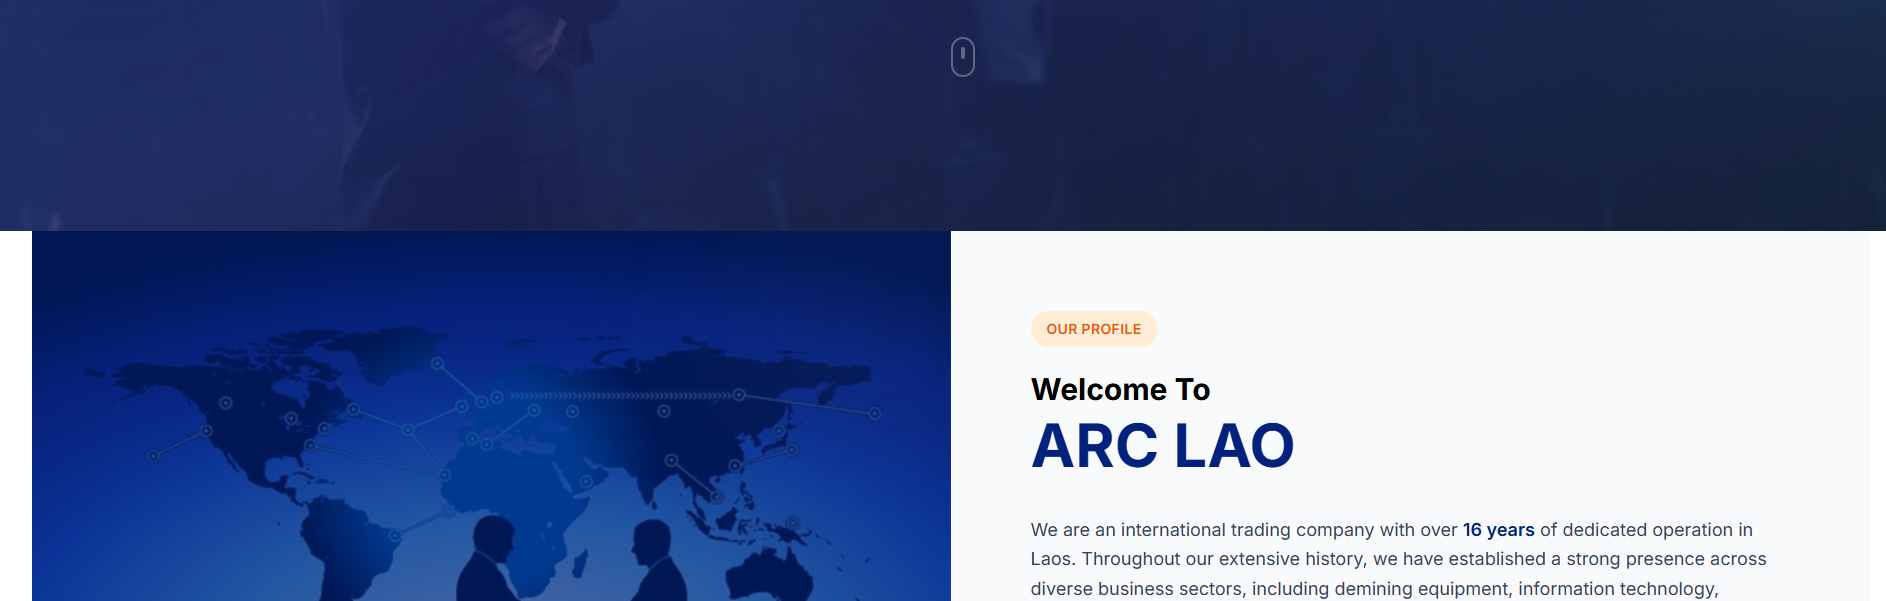 OUR PROFILE
Welcome To
ARC LAO
We are an international trading company with over 16 years of dedicated operation in
Laos. Throughout our extensive history, we have established a strong presence across
diverse business sectors, including demining equipment, information technology,